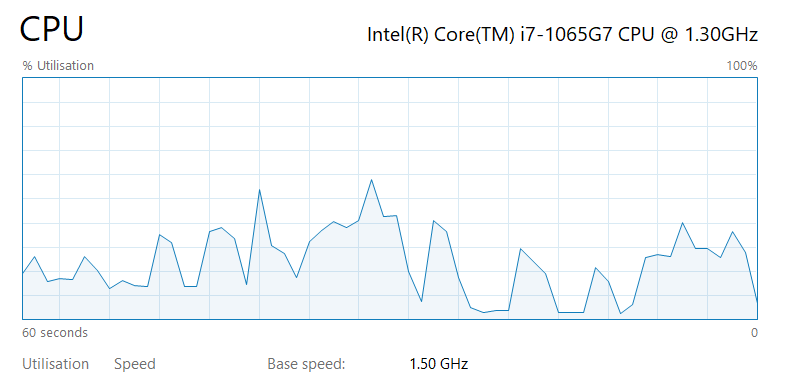 CPU
Intel(R) Core(TM) i7-1065G7 CPU @ 1.30GHz
% Utilisation 100%
60 seconds 0
Utilisation Speed Base speed: 1.50 GHz